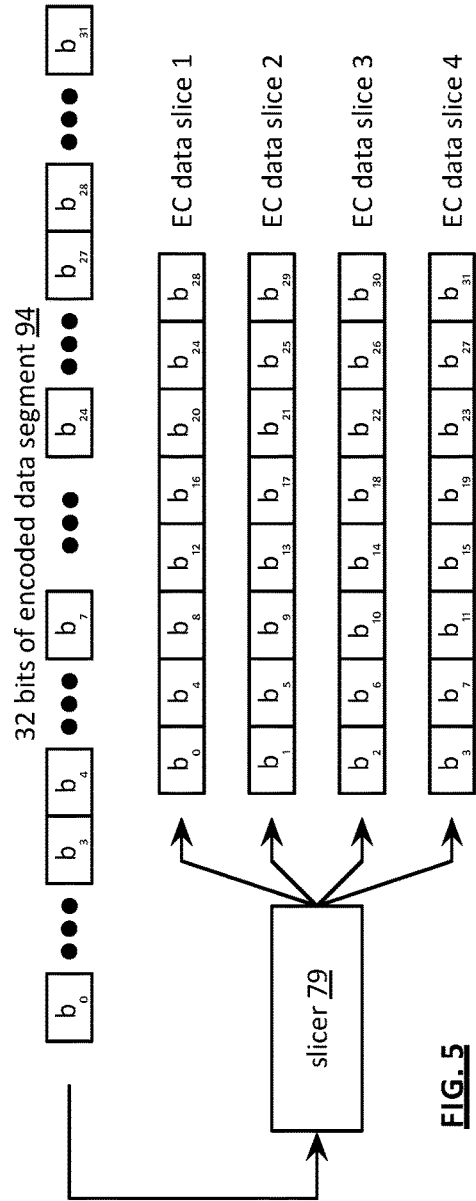 32 bits of encoded data segment 94
b0 ●●● b3 b4 ●●● b7 ●●● b24 ●●● b27 b28 ●●● b31
b0 b4 b8 b12 b16 b20 b24 b28 EC data slice 1
b1 b5 b9 b13 b17 b21 b25 b29 EC data slice 2
slicer 79
b2 b6 b10 b14 b18 b22 b26 b30 EC data slice 3
b3 b7 b11 b15 b19 b23 b27 b31 EC data slice 4
FIG. 5